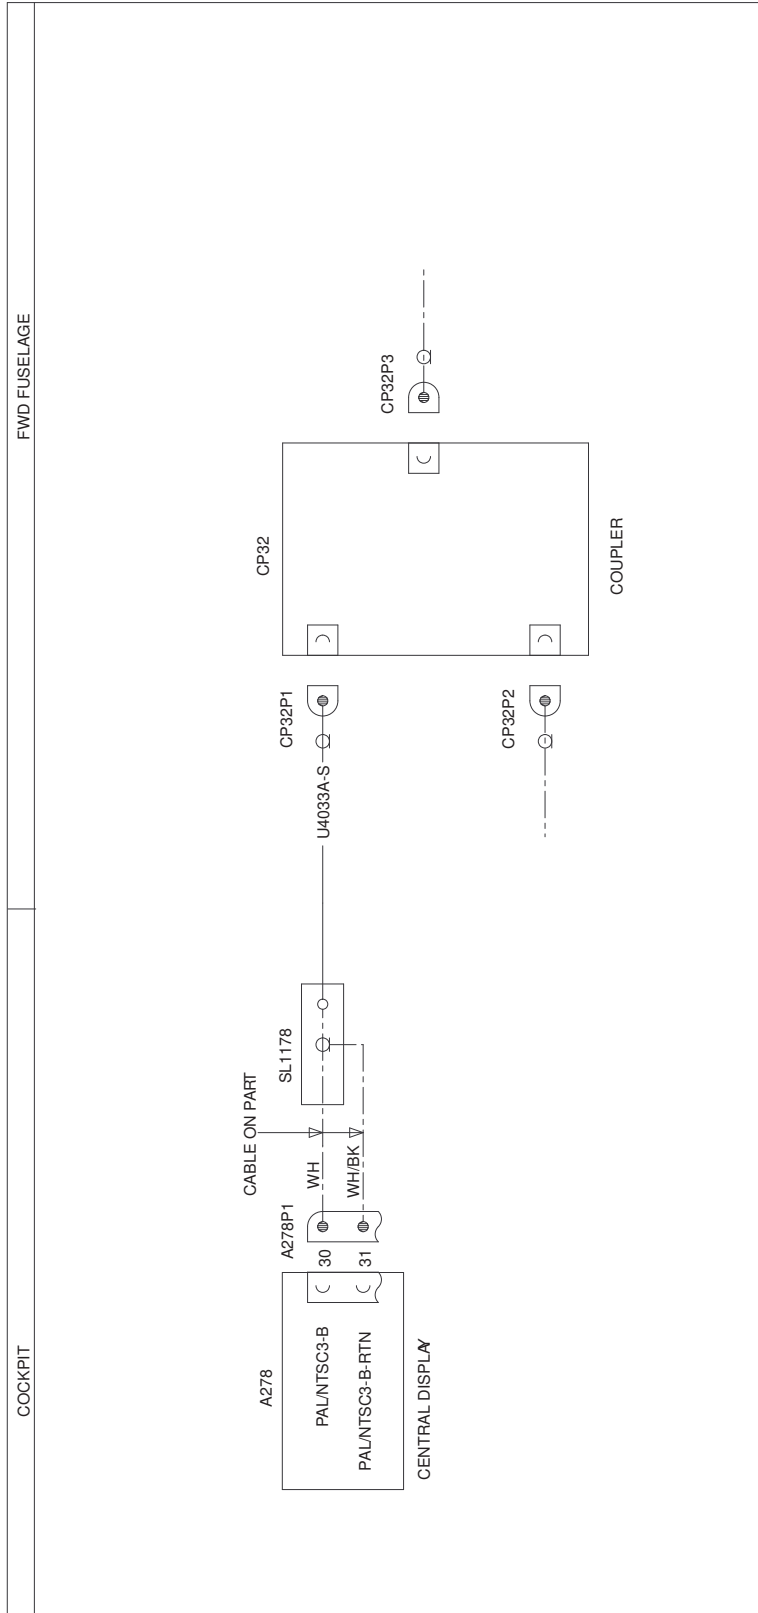 COCKPIT
FWD FUSELAGE
A278
PAL/NTSC3-B
PAL/NTSC3-B-RTN
CENTRAL DISPLAY
A278P1
30
31
WH
WH/BK
CABLE ON PART
SL1178
U4033A-S
CP32P1
CP32P2
CP32
COUPLER
CP32P3